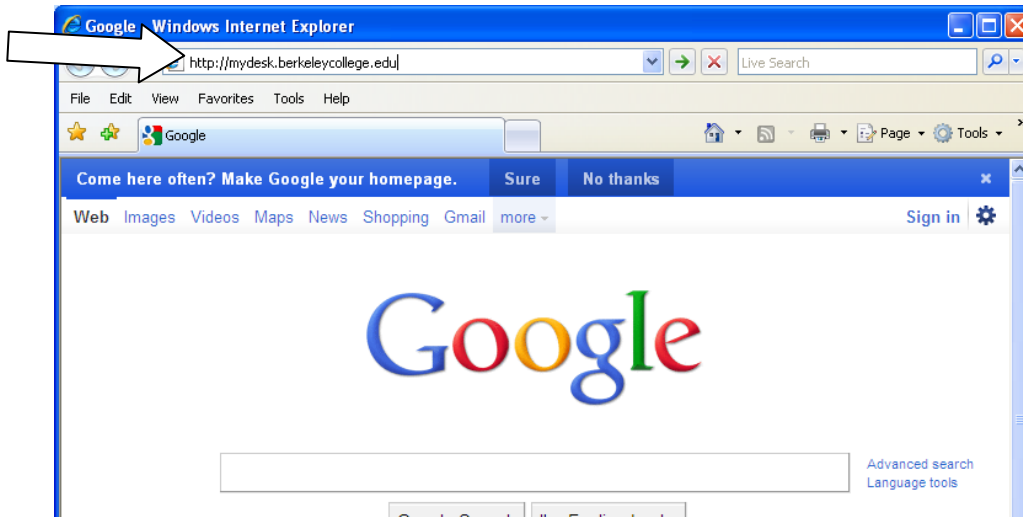 Google - Windows Internet Explorer
http://mydesk.berkeleycollege.edu
Live Search
File Edit View Favorites Tools Help
Google
Page Tools
Come here often? Make Google your homepage. Sure No thanks
Web Images Videos Maps News Shopping Gmail more Sign in
Google
Advanced search
Language tools